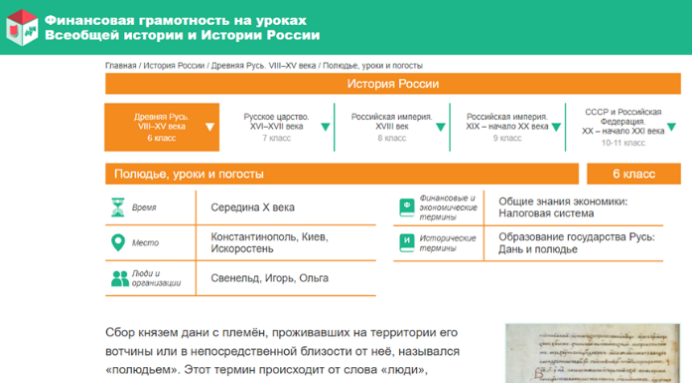 Финансовая грамотность на уроках
Всеобщей истории и Истории России
Главная / История России / Древняя Русь. VIII–XV века / Полюдье, уроки и погосты
История России
Древняя Русь.
VIII–XV века
6 класс
Русское царство.
XVI–XVII века
7 класс
Российская империя.
XVIII век
8 класс
Российская империя.
XIX – начало XX века
9 класс
СССР и Российская
Федерация.
XX – начало XXI века
10-11 класс
Полюдье, уроки и погосты
6 класс
Время
Середина X века
Место
Константинополь, Киев,
Искоростень
Люди и
организации
Свенельд, Игорь, Ольга
Ф
Финансовые и
экономические
термины
Общие знания экономики:
Налоговая система
И
Исторические
термины
Образование государства Русь:
Дань и полюдье
Сбор князем дани с племён, проживавших на территории его
вотчины или в непосредственной близости от неё, назывался
«полюдьем». Этот термин происходит от слова «люди»,